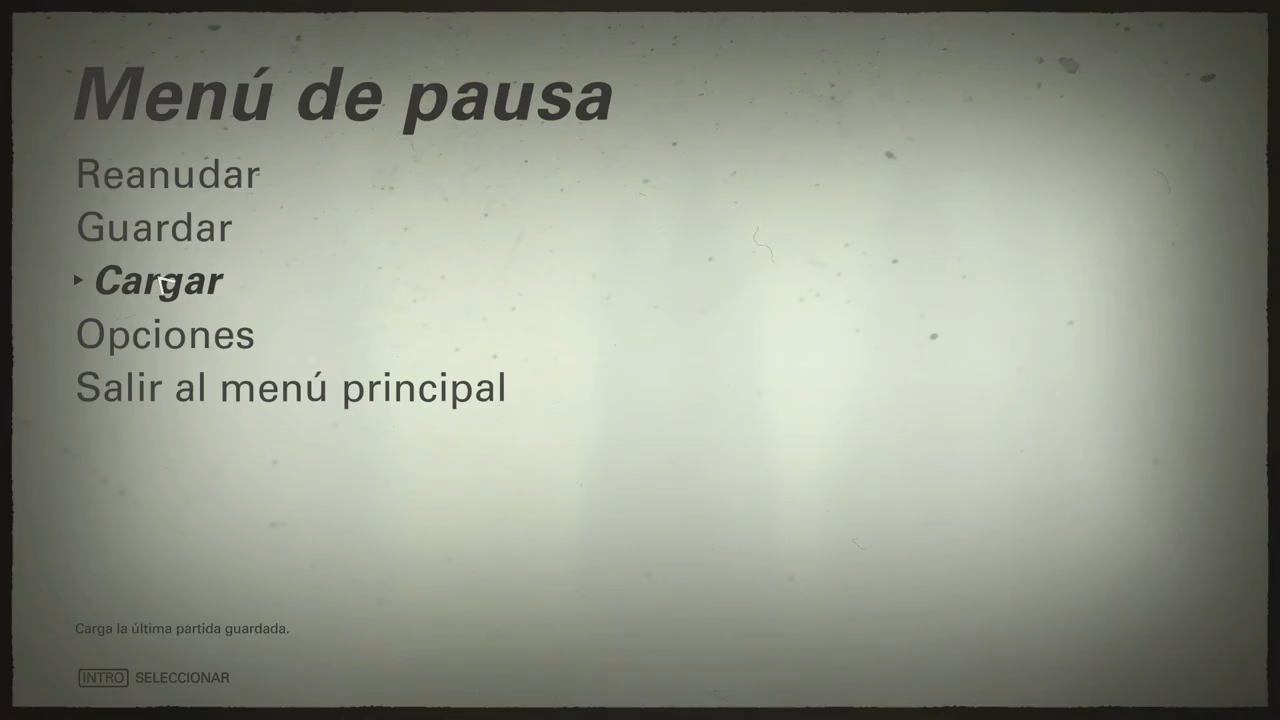 Menú de pausa
Reanudar
Guardar
Cargar
Opciones
Salir al menú principal
Carga la última partida guardada.
INTRO SELECCIONAR